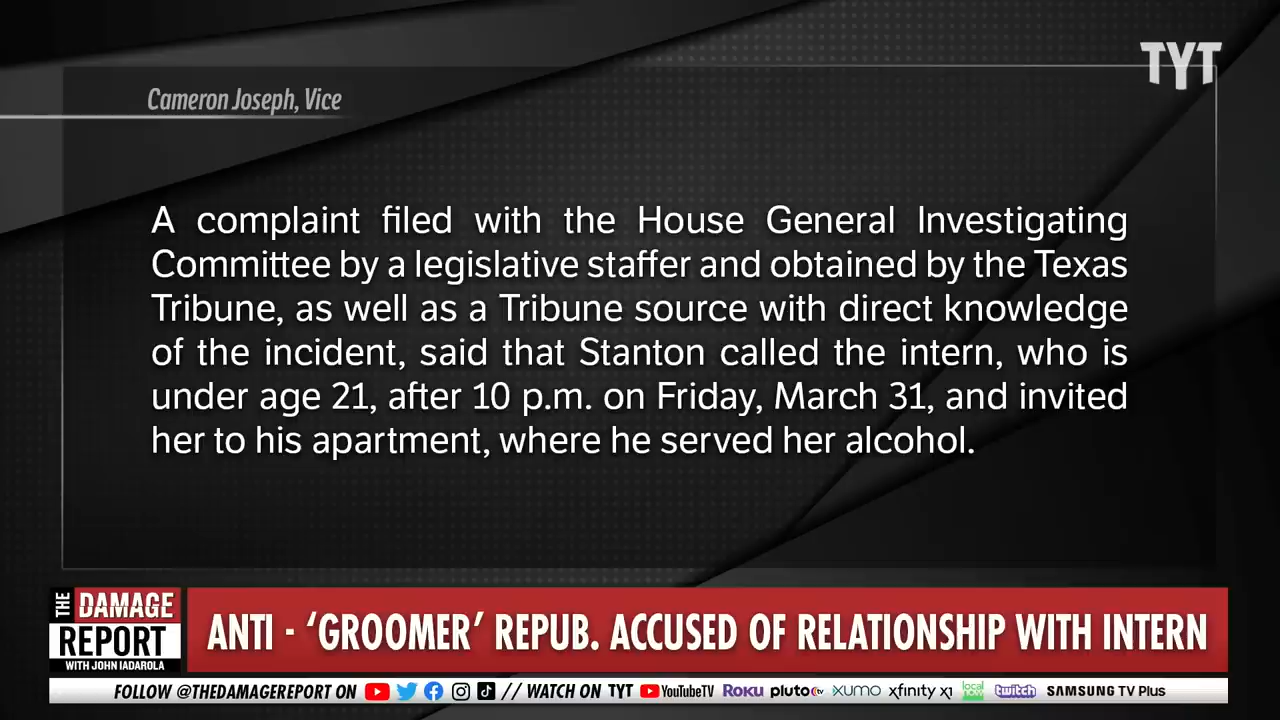 TYT
Cameron Joseph, Vice
A complaint filed with the House General Investigating
Committee by a legislative staffer and obtained by the Texas
Tribune, as well as a Tribune source with direct knowledge
of the incident, said that Stanton called the intern, who is
under age 21, after 10 p.m. on Friday, March 31, and invited
her to his apartment, where he served her alcohol.
THE DAMAGE
REPORT
WITH JOHN IADAROLA
ANTI - ‘GROOMER’ REPUB. ACCUSED OF RELATIONSHIP WITH INTERN
FOLLOW @THEDAMAGEREPORT ON // WATCH ON TYT YouTubeTV ROKU pluto tv XUMO xfinity x1 local now twitch SAMSUNG TV Plus